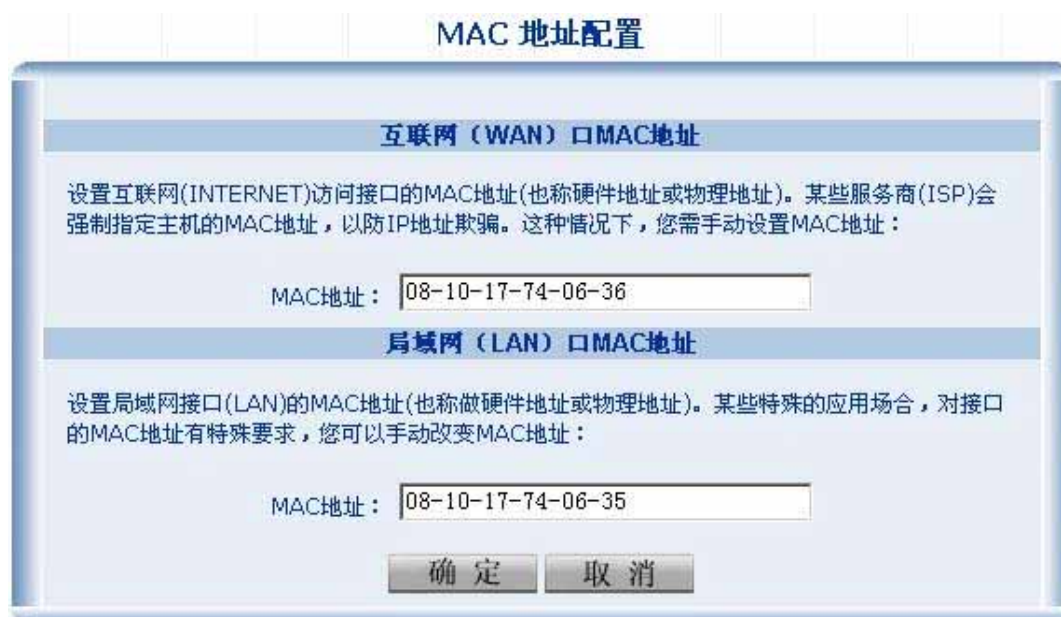 MAC 地址配置
互联网（WAN）口MAC地址
设置互联网(INTERNET)访问接口的MAC地址(也称硬件地址或物理地址)。某些服务商(ISP)会
强制指定主机的MAC地址，以防IP地址欺骗。这种情况下，您需手动设置MAC地址：
MAC地址： 08-10-17-74-06-36
局域网（LAN）口MAC地址
设置局域网接口(LAN)的MAC地址(也称做硬件地址或物理地址)。某些特殊的应用场合，对接口
的MAC地址有特殊要求，您可以手动改变MAC地址：
MAC地址： 08-10-17-74-06-35
确 定 取 消